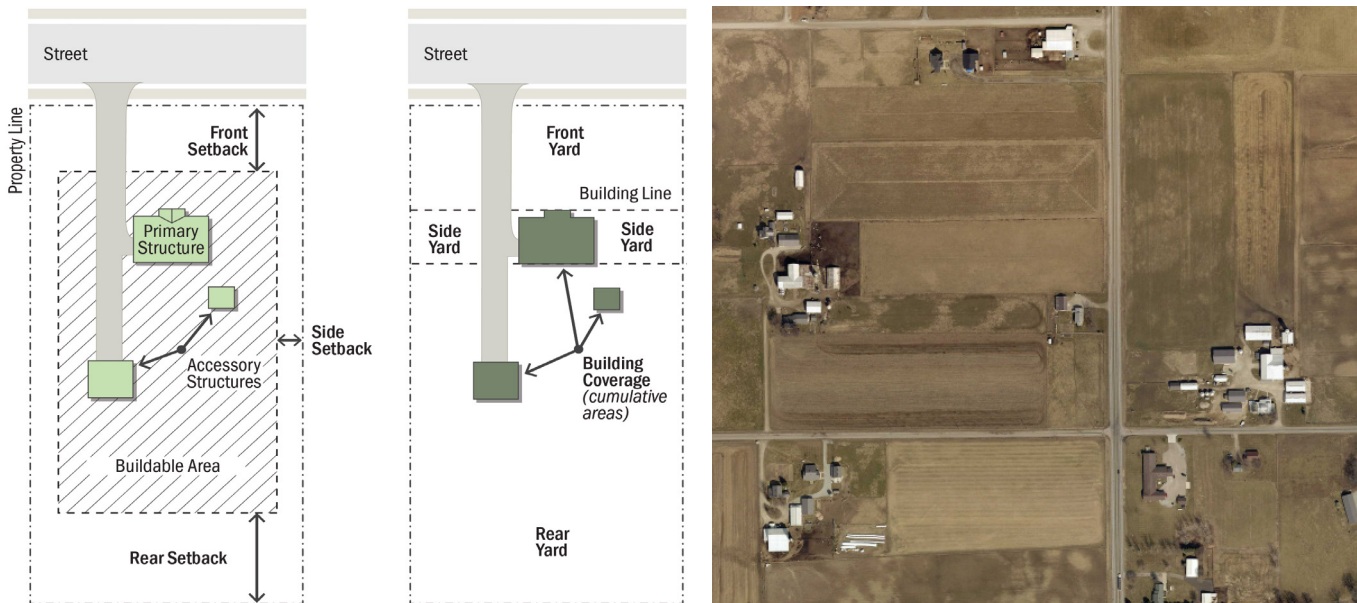 Street
Property Line
Front
Setback
Primary
Structure
Side
Setback
Accessory
Structures
Buildable Area
Rear Setback
Street
Front
Yard
Building Line
Side
Yard
Side
Yard
Building
Coverage
(cumulative
areas)
Rear
Yard